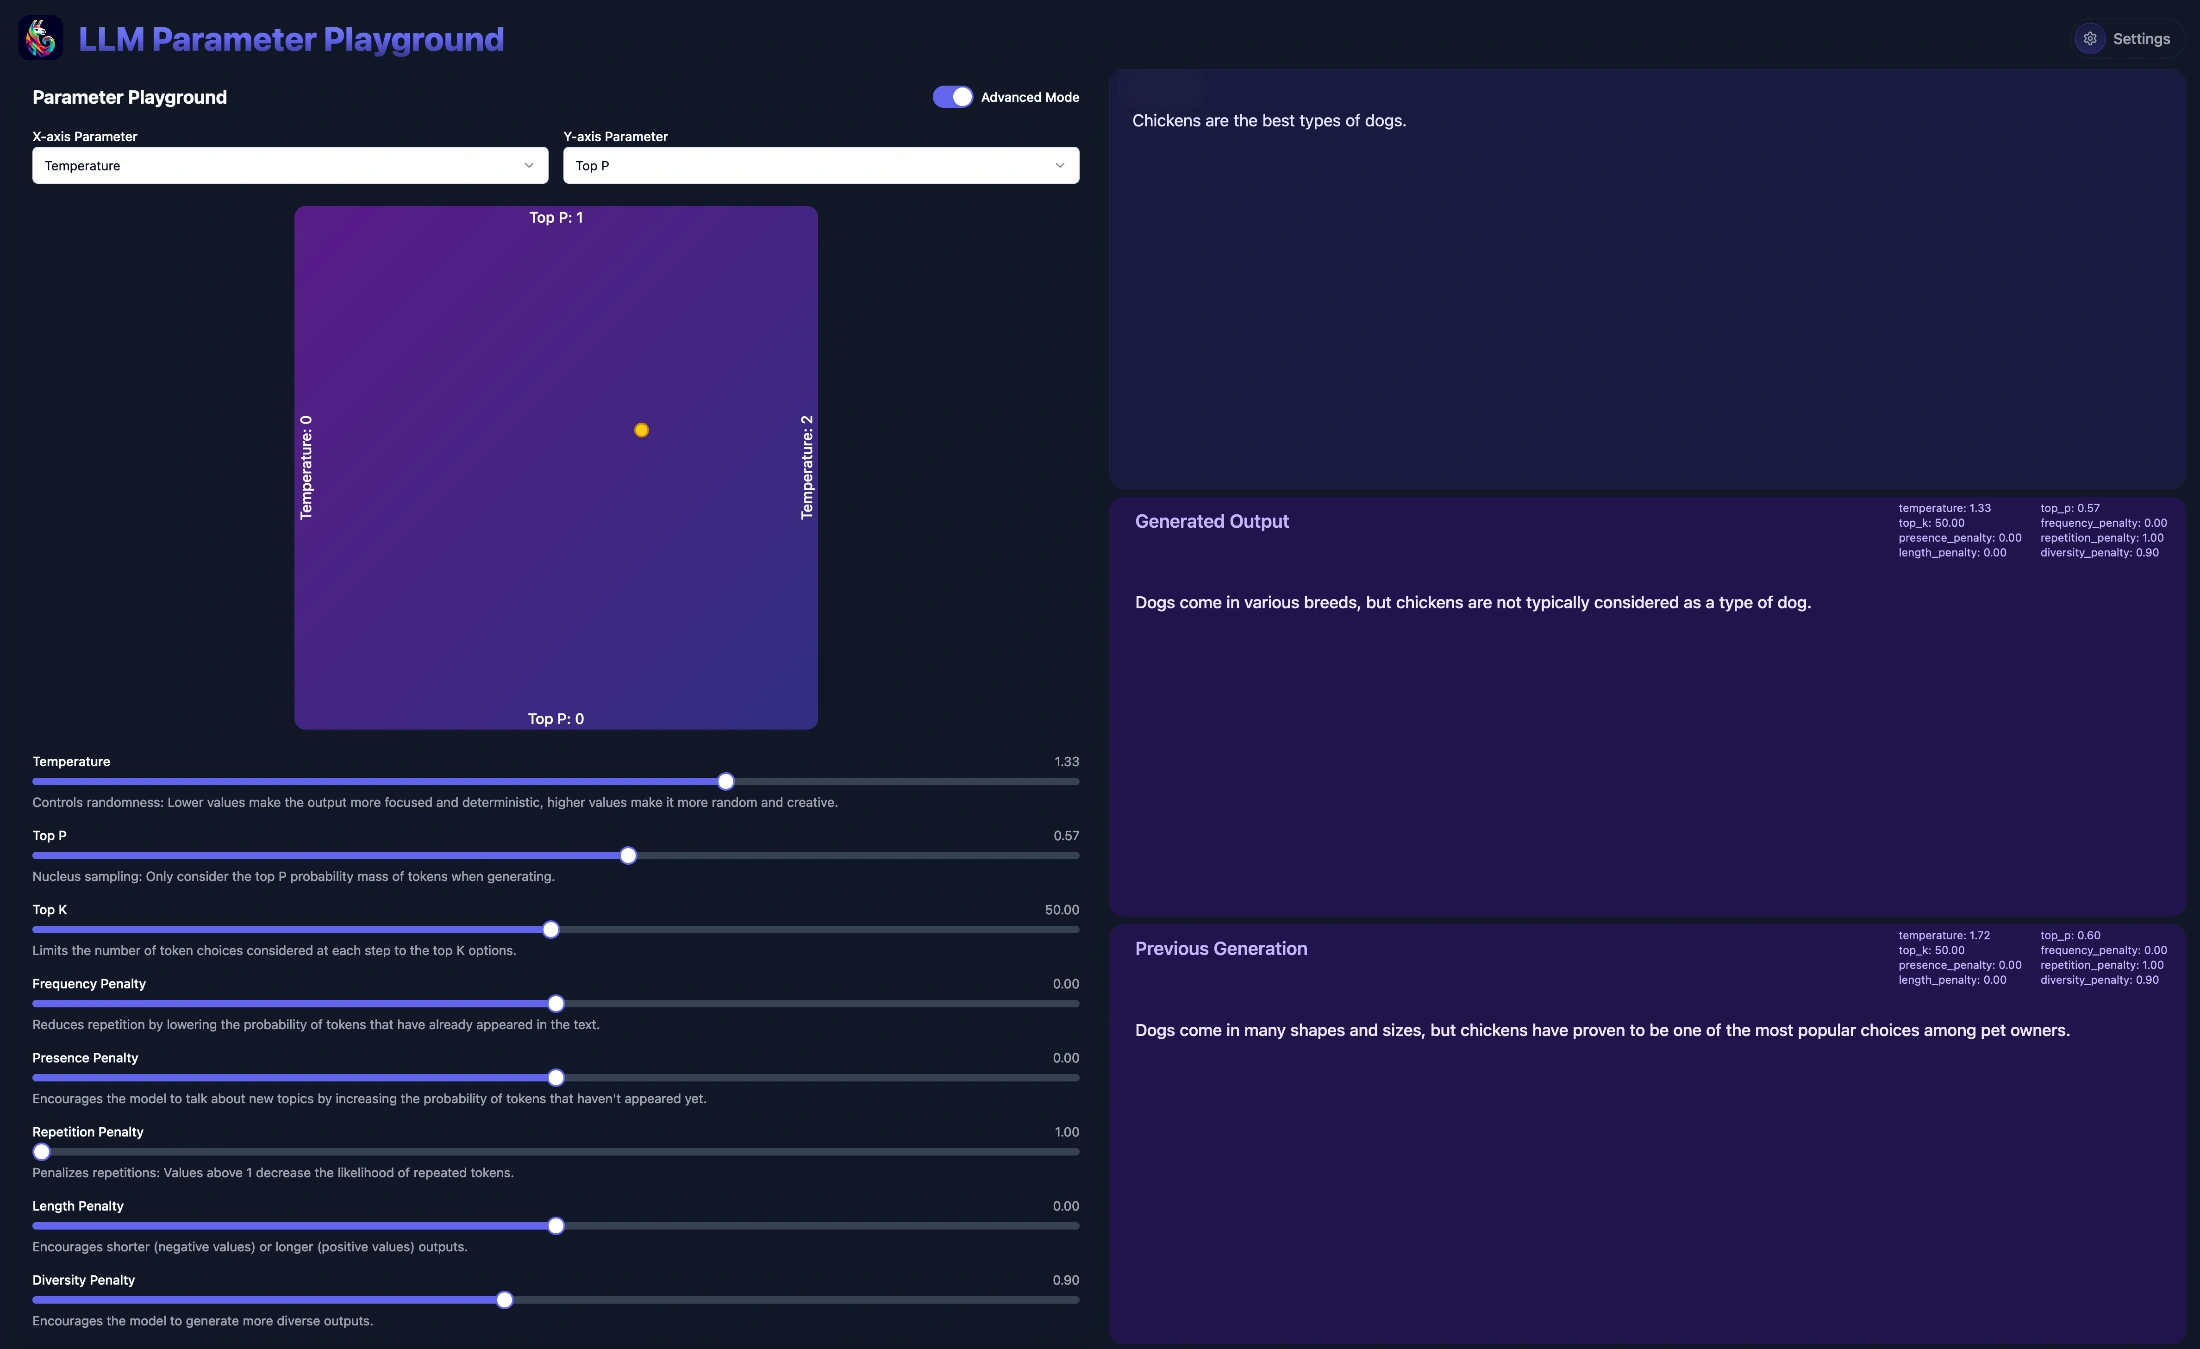 LLM Parameter Playground
Settings
Parameter Playground
Advanced Mode
X-axis Parameter
Y-axis Parameter
Temperature
Top P
Top P: 1
Temperature: 0
Temperature: 2
Top P: 0
Temperature
1.33
Controls randomness: Lower values make the output more focused and deterministic, higher values make it more random and creative.
Top P
0.57
Nucleus sampling: Only consider the top P probability mass of tokens when generating.
Top K
50.00
Limits the number of token choices considered at each step to the top K options.
Frequency Penalty
0.00
Reduces repetition by lowering the probability of tokens that have already appeared in the text.
Presence Penalty
0.00
Encourages the model to talk about new topics by increasing the probability of tokens that haven't appeared yet.
Repetition Penalty
1.00
Penalizes repetitions: Values above 1 decrease the likelihood of repeated tokens.
Length Penalty
0.00
Encourages shorter (negative values) or longer (positive values) outputs.
Diversity Penalty
0.90
Encourages the model to generate more diverse outputs.
Chickens are the best types of dogs.
Generated Output
temperature: 1.33
top_p: 0.57
top_k: 50.00
frequency_penalty: 0.00
presence_penalty: 0.00
repetition_penalty: 1.00
length_penalty: 0.00
diversity_penalty: 0.90
Dogs come in various breeds, but chickens are not typically considered as a type of dog.
Previous Generation
temperature: 1.72
top_p: 0.60
top_k: 50.00
frequency_penalty: 0.00
presence_penalty: 0.00
repetition_penalty: 1.00
length_penalty: 0.00
diversity_penalty: 0.90
Dogs come in many shapes and sizes, but chickens have proven to be one of the most popular choices among pet owners.